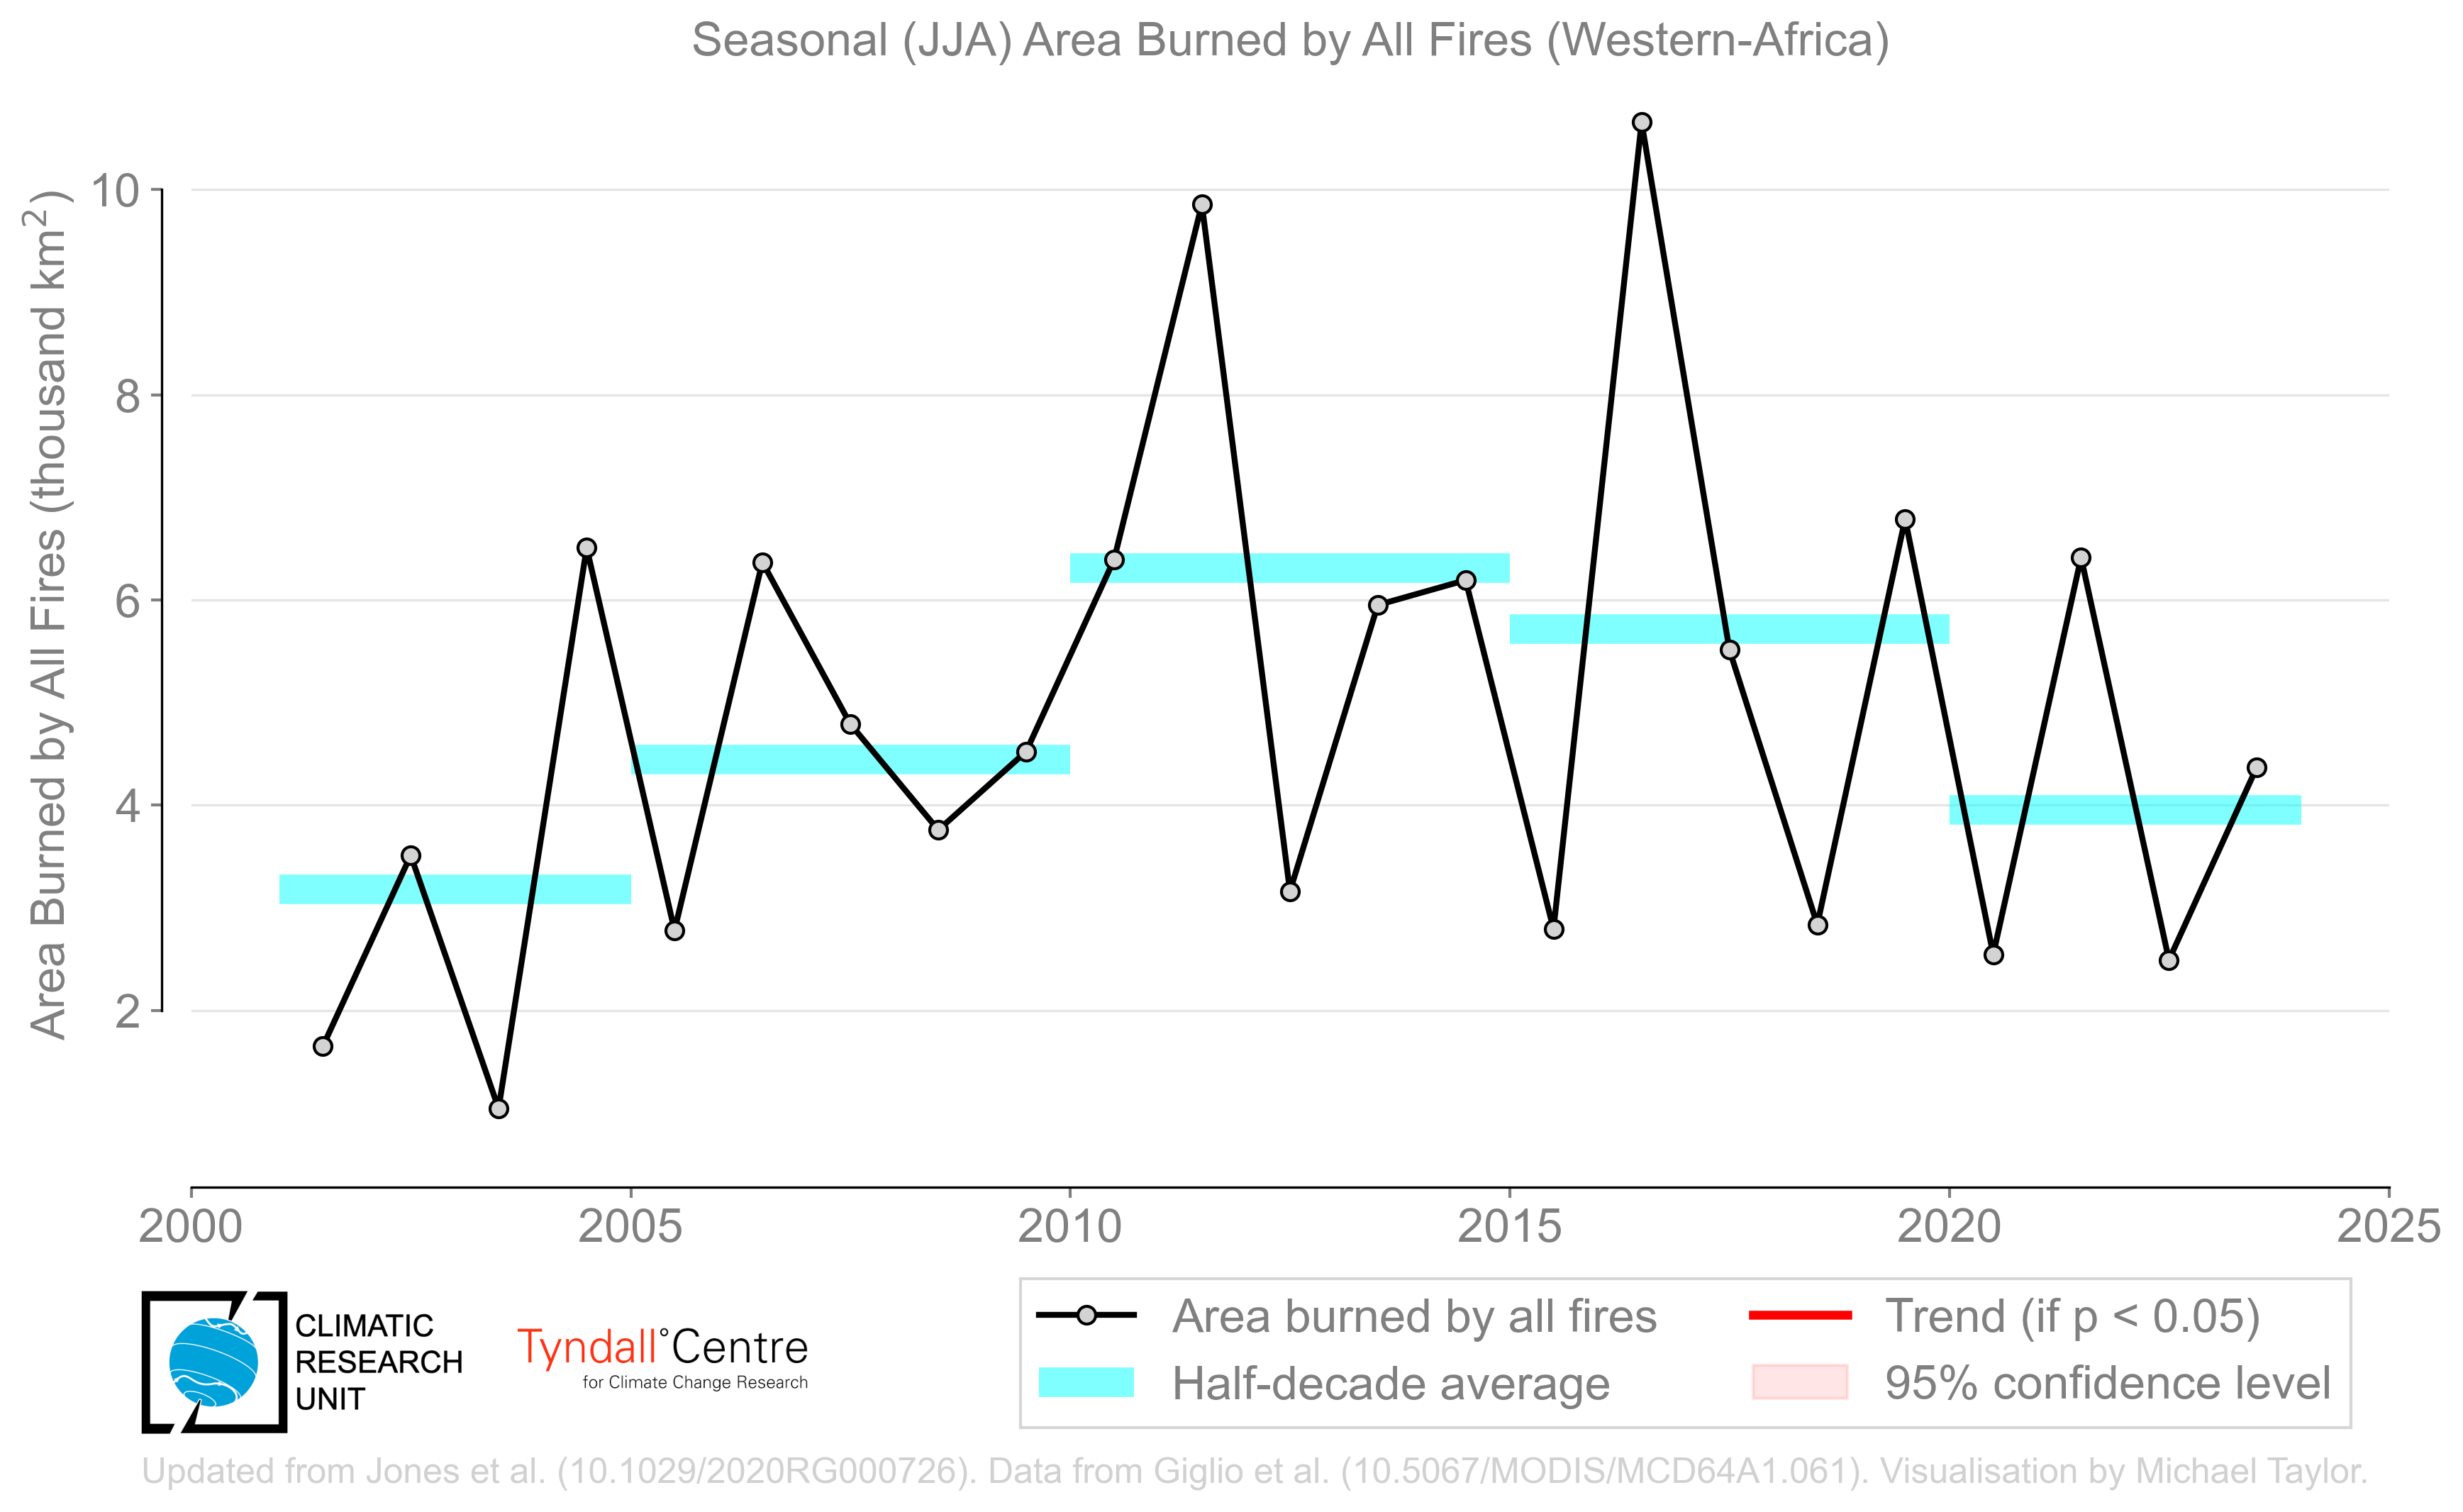 Seasonal (JJA) Area Burned by All Fires (Western-Africa)
Area Burned by All Fires (thousand km²)
10
8
6
4
2
2000
2005
2010
2015
2020
2025
CLIMATIC
RESEARCH
UNIT
Tyndall°Centre
for Climate Change Research
Area burned by all fires
Half-decade average
Trend (if p < 0.05)
95% confidence level
Updated from Jones et al. (10.1029/2020RG000726). Data from Giglio et al. (10.5067/MODIS/MCD64A1.061). Visualisation by Michael Taylor.